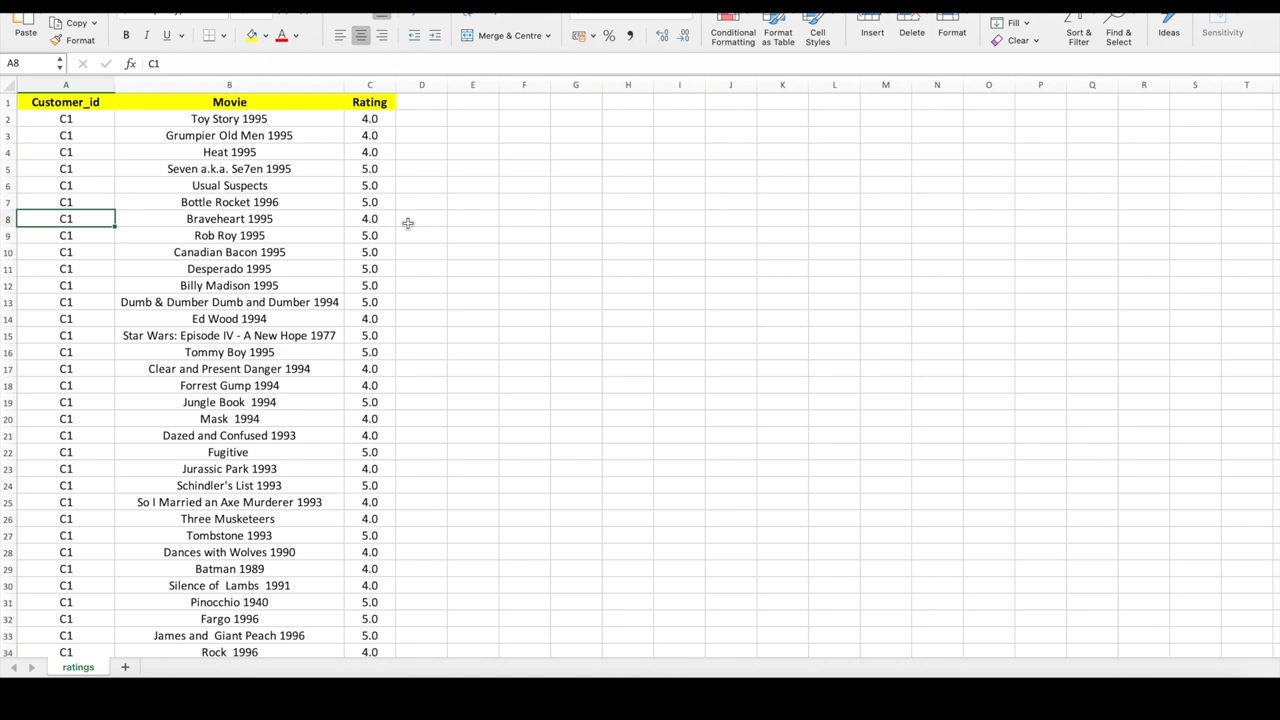 Paste
Copy
Format
B I U
A
Merge & Centre
%
Conditional Formatting
Format as Table
Cell Styles
Insert
Delete
Format
Fill
Clear
Sort & Filter
Find & Select
Ideas
Sensitivity
A8 fx C1
A B C D E F G H I J K L M N O P Q R S T
1 Customer_id Movie Rating
2 C1 Toy Story 1995 4.0
3 C1 Grumpier Old Men 1995 4.0
4 C1 Heat 1995 4.0
5 C1 Seven a.k.a. Se7en 1995 5.0
6 C1 Usual Suspects 5.0
7 C1 Bottle Rocket 1996 5.0
8 C1 Braveheart 1995 4.0
9 C1 Rob Roy 1995 5.0
10 C1 Canadian Bacon 1995 5.0
11 C1 Desperado 1995 5.0
12 C1 Billy Madison 1995 5.0
13 C1 Dumb & Dumber Dumb and Dumber 1994 5.0
14 C1 Ed Wood 1994 4.0
15 C1 Star Wars: Episode IV - A New Hope 1977 5.0
16 C1 Tommy Boy 1995 5.0
17 C1 Clear and Present Danger 1994 4.0
18 C1 Forrest Gump 1994 4.0
19 C1 Jungle Book 1994 5.0
20 C1 Mask 1994 4.0
21 C1 Dazed and Confused 1993 4.0
22 C1 Fugitive 5.0
23 C1 Jurassic Park 1993 4.0
24 C1 Schindler's List 1993 5.0
25 C1 So I Married an Axe Murderer 1993 4.0
26 C1 Three Musketeers 4.0
27 C1 Tombstone 1993 5.0
28 C1 Dances with Wolves 1990 4.0
29 C1 Batman 1989 4.0
30 C1 Silence of Lambs 1991 4.0
31 C1 Pinocchio 1940 5.0
32 C1 Fargo 1996 5.0
33 C1 James and Giant Peach 1996 5.0
34 C1 Rock 1996 4.0
ratings